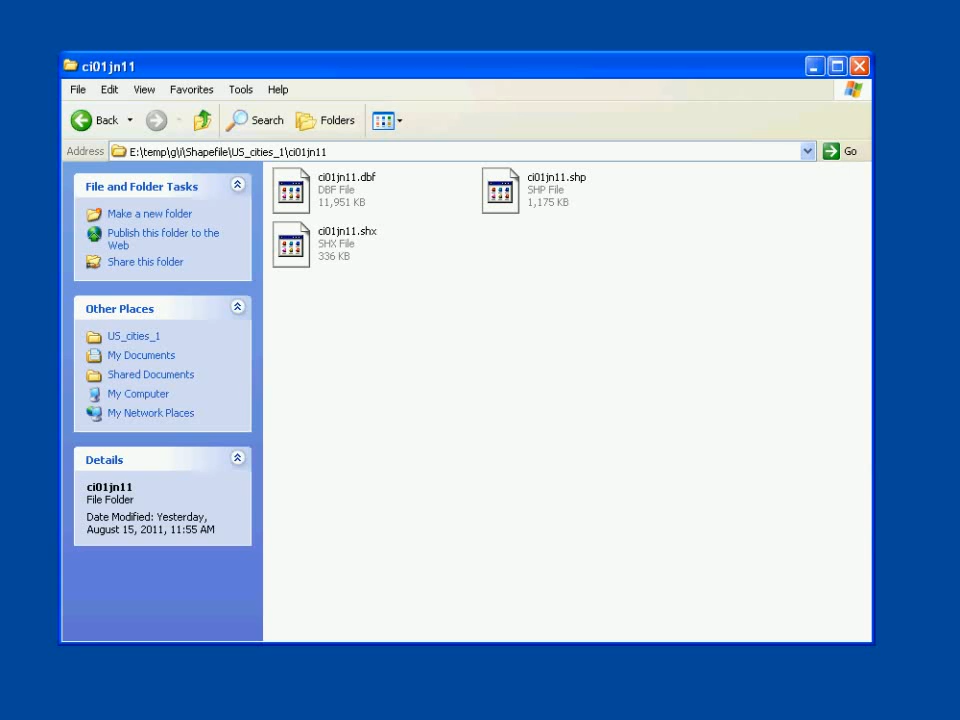 ci01jn11
File Edit View Favorites Tools Help
Back Search Folders
Address E:\temp\g\i\Shapefile\US_cities_1\ci01jn11 Go
File and Folder Tasks
Make a new folder
Publish this folder to the
Web
Share this folder
Other Places
US_cities_1
My Documents
Shared Documents
My Computer
My Network Places
Details
ci01jn11
File Folder
Date Modified: Yesterday,
August 15, 2011, 11:55 AM
ci01jn11.dbf
DBF File
11,951 KB
ci01jn11.shp
SHP File
1,175 KB
ci01jn11.shx
SHX File
336 KB